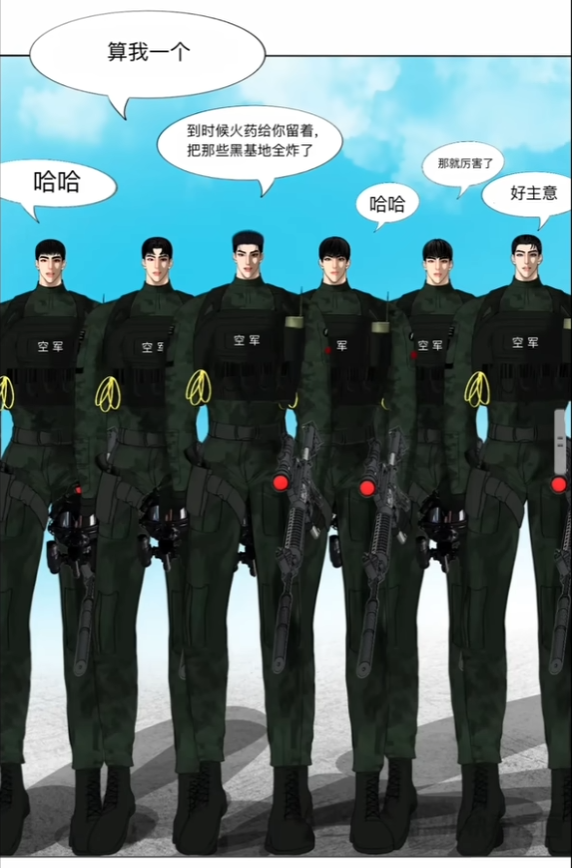 算我一个
到时候火药给你留着，
把那些黑基地全炸了
那就厉害了
哈哈
哈哈
好主意
空军
空军
空军
军
空军
空军